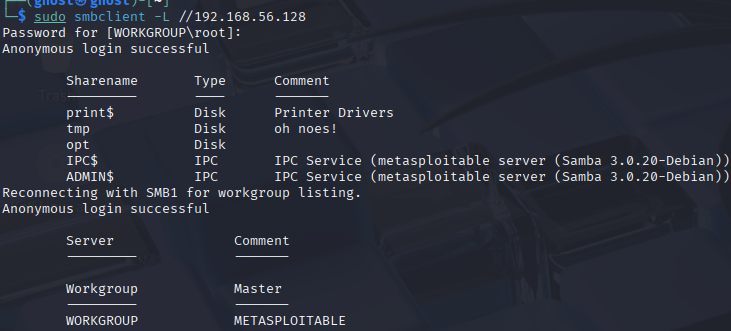 (ghost㉿ghost)-[~]
$ sudo smbclient -L //192.168.56.128
Password for [WORKGROUP\root]:
Anonymous login successful
Sharename Type Comment
--------- ---- -------
print$ Disk Printer Drivers
tmp Disk oh noes!
opt Disk
IPC$ IPC IPC Service (metasploitable server (Samba 3.0.20-Debian))
ADMIN$ IPC IPC Service (metasploitable server (Samba 3.0.20-Debian))
Reconnecting with SMB1 for workgroup listing.
Anonymous login successful
Server Comment
--------- -------
Workgroup Master
--------- -------
WORKGROUP METASPLOITABLE